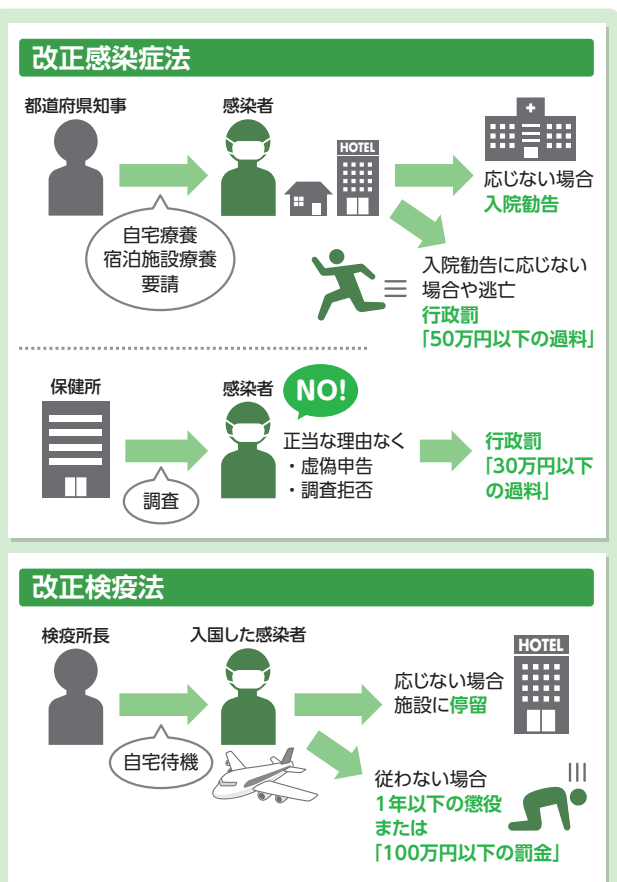 改正感染症法
都道府県知事
感染者
HOTEL
自宅療養
宿泊施設療養
要請
応じない場合
入院勧告
入院勧告に応じない
場合や逃亡
行政罰
「50万円以下の過料」
保健所
感染者
NO!
調査
正当な理由なく
・虚偽申告
・調査拒否
行政罰
「30万円以下
の過料」
改正検疫法
検疫所長
入国した感染者
自宅待機
応じない場合
施設に停留
HOTEL
従わない場合
1年以下の懲役
または
「100万円以下の罰金」